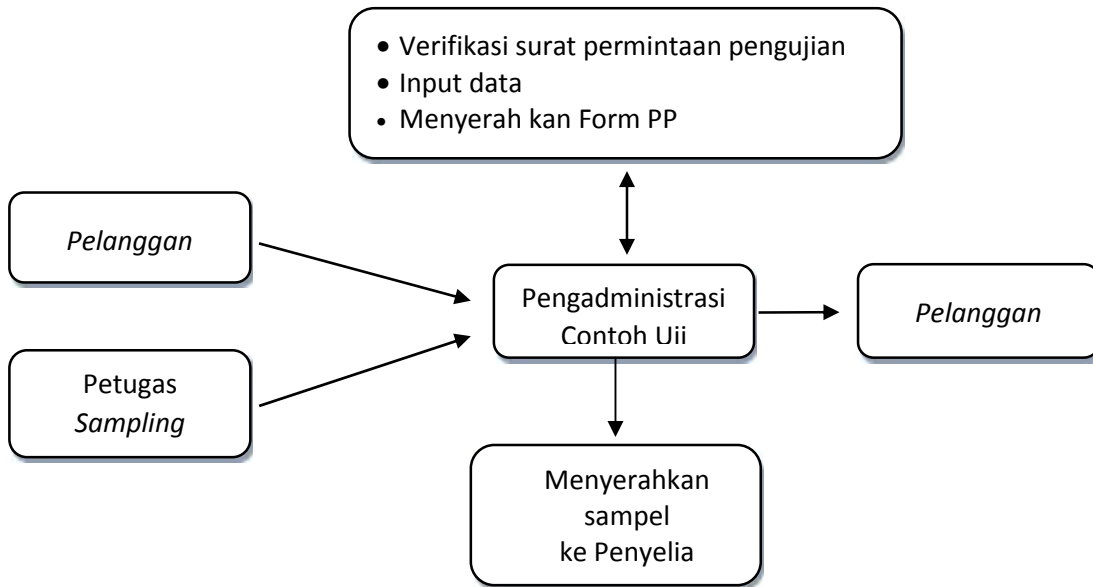 • Verifikasi surat permintaan pengujian
• Input data
• Menyerah kan Form PP
Pelanggan
Petugas
Sampling
Pengadministrasi
Contoh Uji
Pelanggan
Menyerahkan
sampel
ke Penyelia